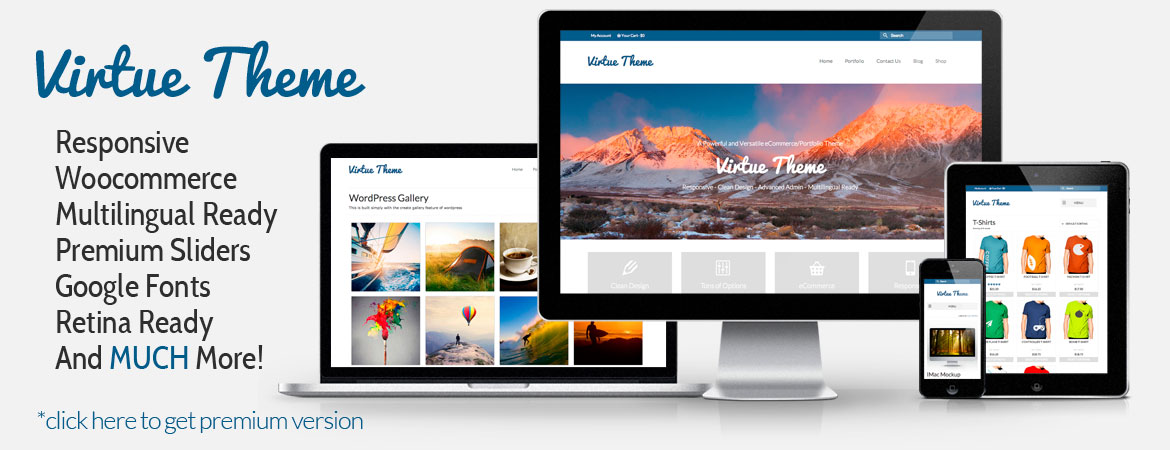 Virtue Theme
Responsive
Woocommerce
Multilingual Ready
Premium Sliders
Google Fonts
Retina Ready
And MUCH More!
*click here to get premium version
Virtue Theme
Home
WordPress Gallery
This is built simply with the create gallery feature of wordpress
My Account Your Cart - $0
Search
Virtue Theme
Home Portfolio Contact Us Blog Shop
A Powerful and Versatile eCommerce/Portfolio Theme
Virtue Theme
Responsive - Clean Design - Advanced Admin - Multilingual Ready
Clean Design Tons of Options eCommerce Respon
Virtue Theme
MENU
IMac Mockup
Virtue Theme
MENU
T-Shirts